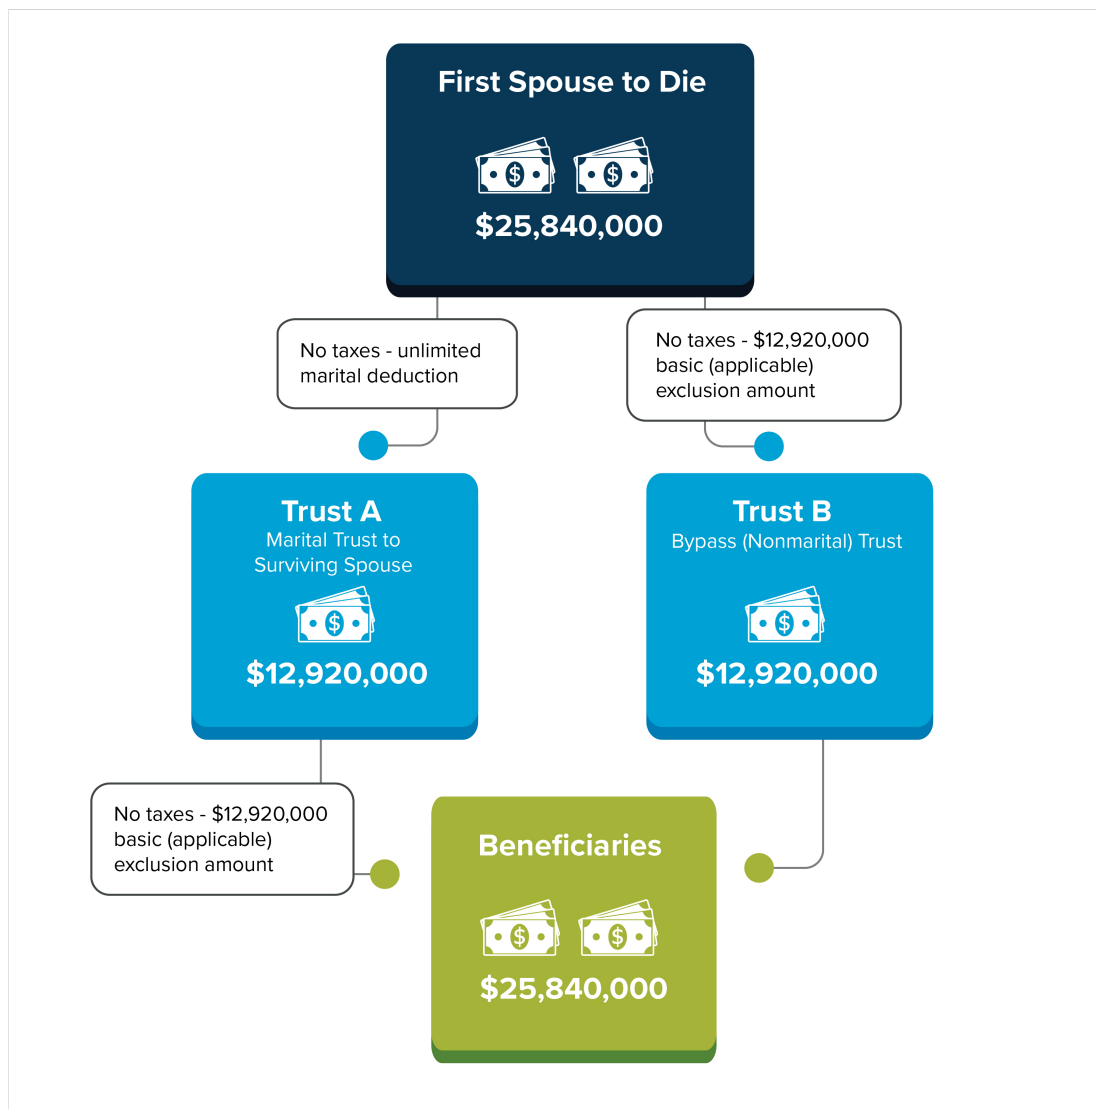 First Spouse to Die
$ $
$25,840,000
No taxes - unlimited
marital deduction
No taxes - $12,920,000
basic (applicable)
exclusion amount
Trust A
Marital Trust to
Surviving Spouse
$
$12,920,000
Trust B
Bypass (Nonmarital) Trust
$
$12,920,000
No taxes - $12,920,000
basic (applicable)
exclusion amount
Beneficiaries
$ $
$25,840,000